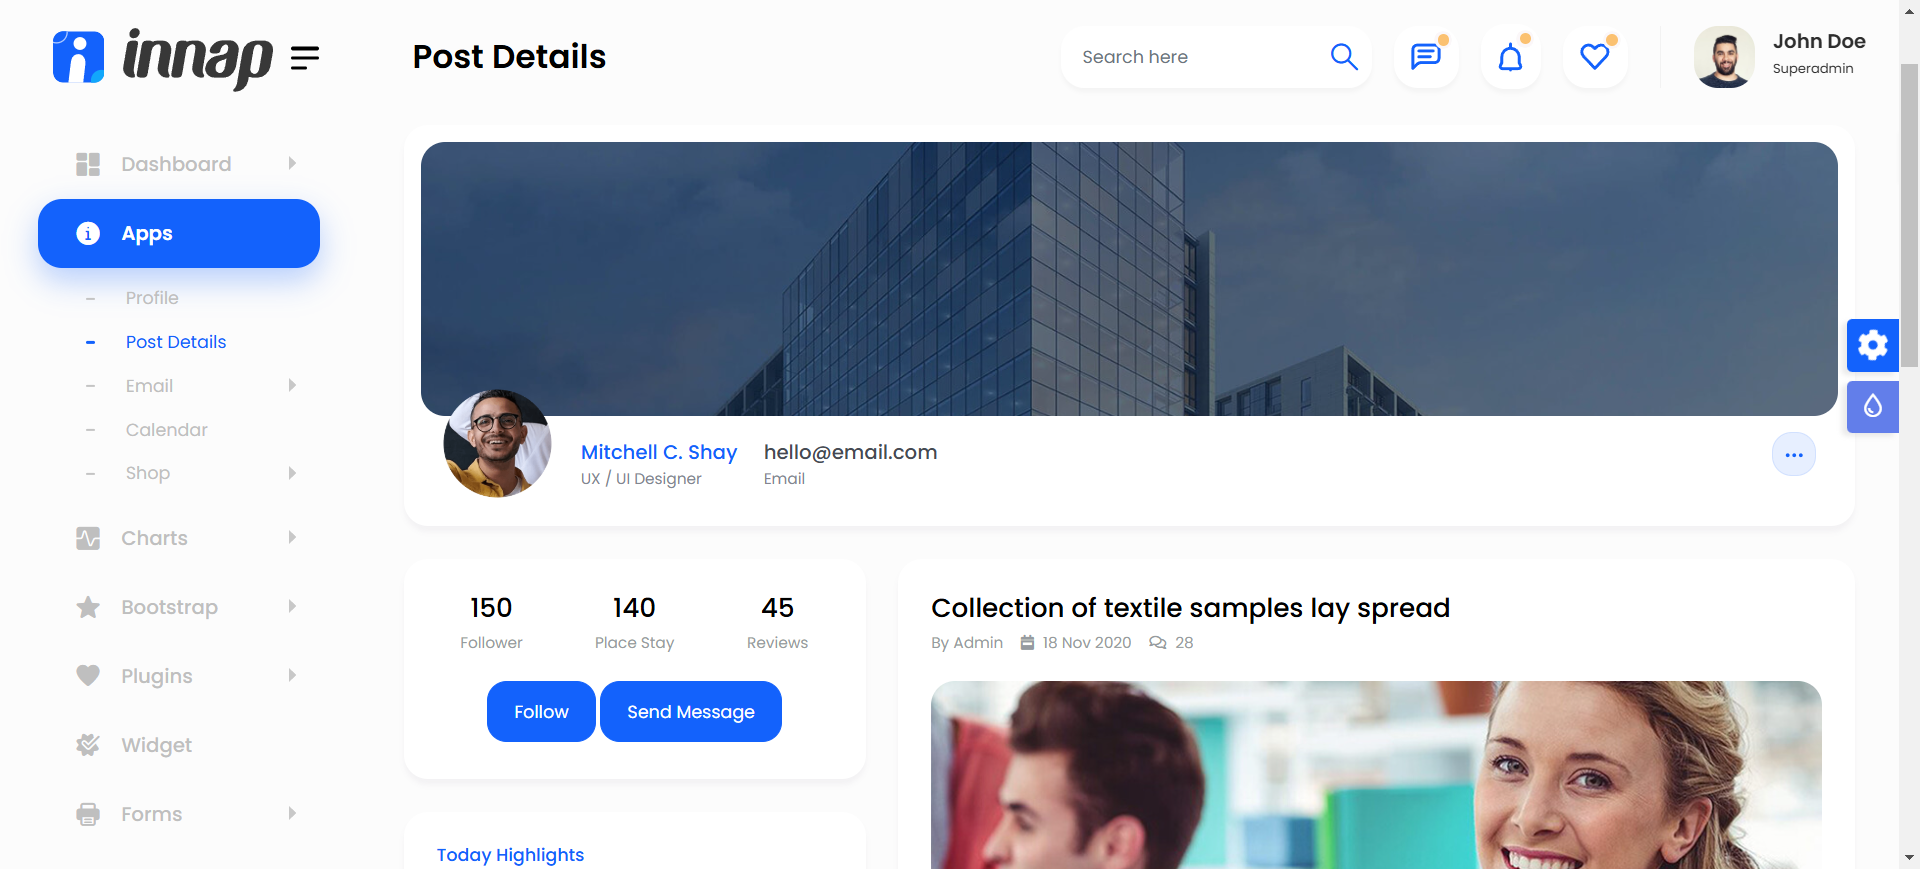 innap
Post Details
Search here
John Doe
Superadmin
Dashboard
Apps
Profile
Post Details
Email
Calendar
Shop
Charts
Bootstrap
Plugins
Widget
Forms
Mitchell C. Shay
UX / UI Designer
hello@email.com
Email
150
Follower
140
Place Stay
45
Reviews
Follow
Send Message
Today Highlights
Collection of textile samples lay spread
By Admin 18 Nov 2020 28